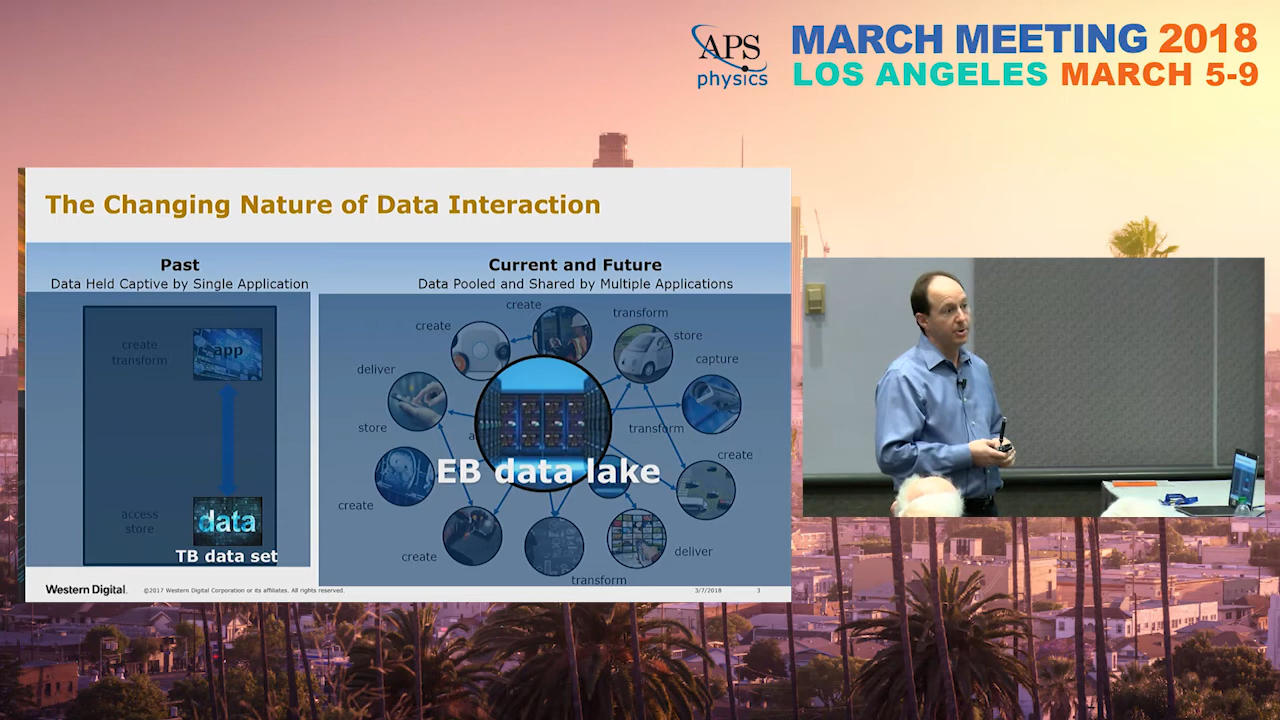 APS
physics
MARCH MEETING 2018
LOS ANGELES MARCH 5-9
The Changing Nature of Data Interaction
Past
Data Held Captive by Single Application
create
transform
app
access
store
data
TB data set
Current and Future
Data Pooled and Shared by Multiple Applications
create
create
transform
store
capture
deliver
store
transform
create
EB data lake
create
create
deliver
transform
Western Digital.
©2017 Western Digital Corporation or its affiliates. All rights reserved.
3/7/2018
3